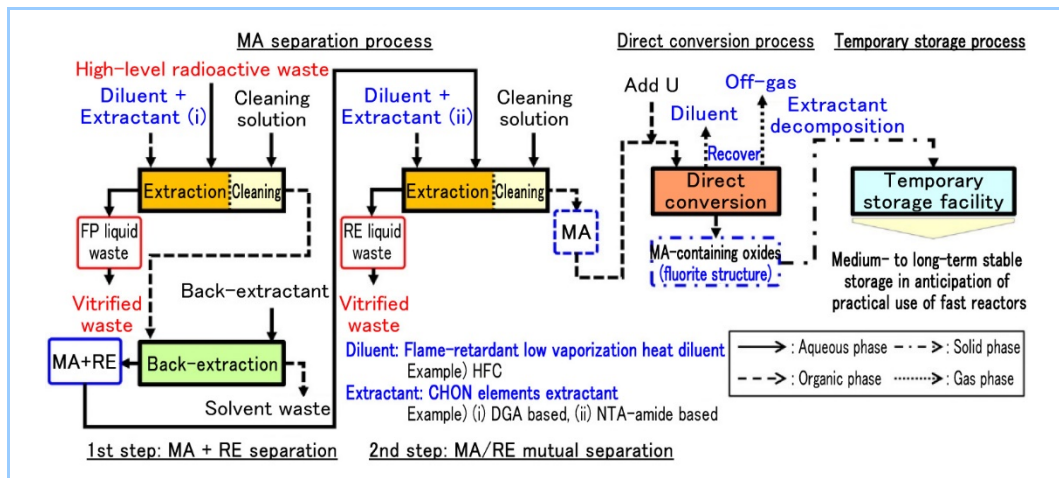 MA separation process
Direct conversion process
Temporary storage process
High-level radioactive waste
Diluent +
Extractant (i)
Cleaning
solution
Extraction
Cleaning
FP liquid
waste
Vitrified
waste
Back-extractant
MA+RE
Back-extraction
Solvent waste
1st step: MA + RE separation
Diluent +
Extractant (ii)
Cleaning
solution
Extraction
Cleaning
RE liquid
waste
Vitrified
waste
MA
Diluent: Flame-retardant low vaporization heat diluent
Example) HFC
Extractant: CHON elements extractant
Example) (i) DGA based, (ii) NTA-amide based
2nd step: MA/RE mutual separation
Add U
Diluent
Off-gas
Recover
Extractant
decomposition
Direct
conversion
MA-containing oxides
(fluorite structure)
Temporary
storage facility
Medium- to long-term stable
storage in anticipation of
practical use of fast reactors
: Aqueous phase
: Solid phase
: Organic phase
: Gas phase